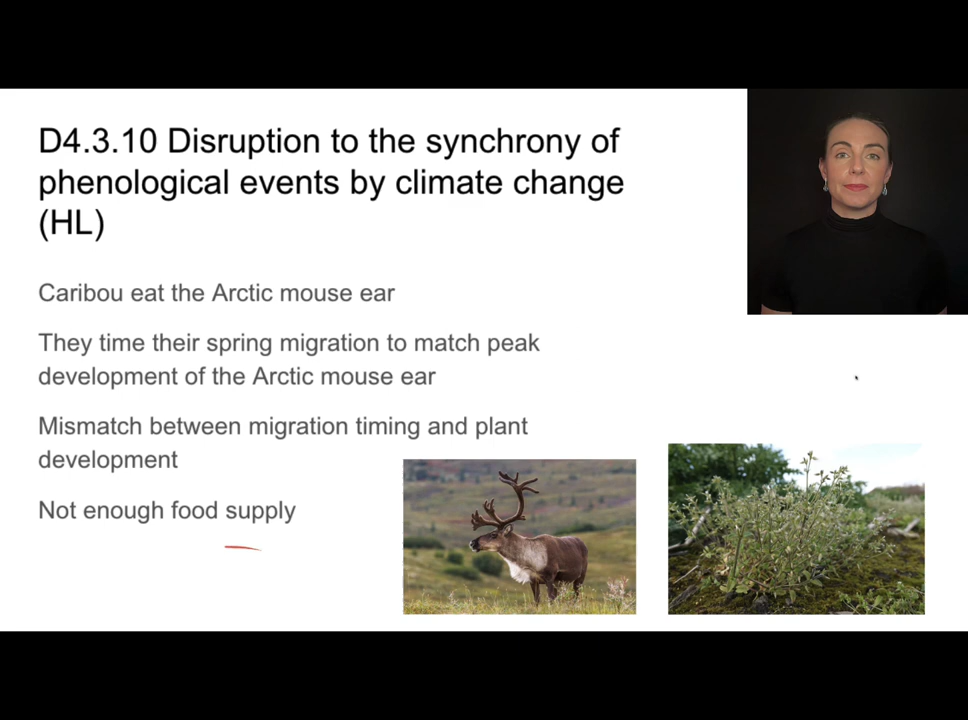 D4.3.10 Disruption to the synchrony of
phenological events by climate change
(HL)
Caribou eat the Arctic mouse ear
They time their spring migration to match peak
development of the Arctic mouse ear
Mismatch between migration timing and plant
development
Not enough food supply